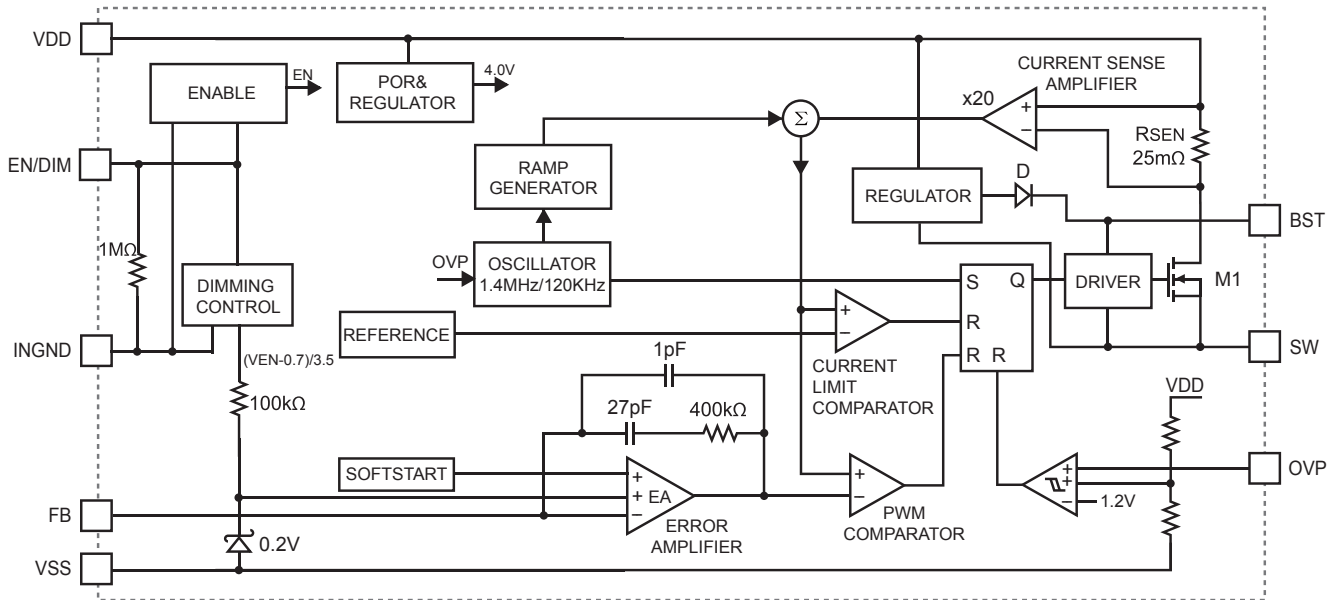 VDD
ENABLE
EN
POR&
REGULATOR
4.0V
CURRENT SENSE
AMPLIFIER
x20
+
−
Σ
RSEN
25mΩ
EN/DIM
RAMP
GENERATOR
REGULATOR
D
BST
1MΩ
DIMMING
CONTROL
OVP
OSCILLATOR
1.4MHz/120KHz
S
Q
R
R
R
DRIVER
M1
INGND
REFERENCE
+
−
CURRENT
LIMIT
COMPARATOR
SW
(VEN-0.7)/3.5
100kΩ
1pF
27pF
400kΩ
VDD
SOFTSTART
+
+
−
EA
ERROR
AMPLIFIER
+
−
PWM
COMPARATOR
+
+
−
1.2V
OVP
FB
0.2V
VSS